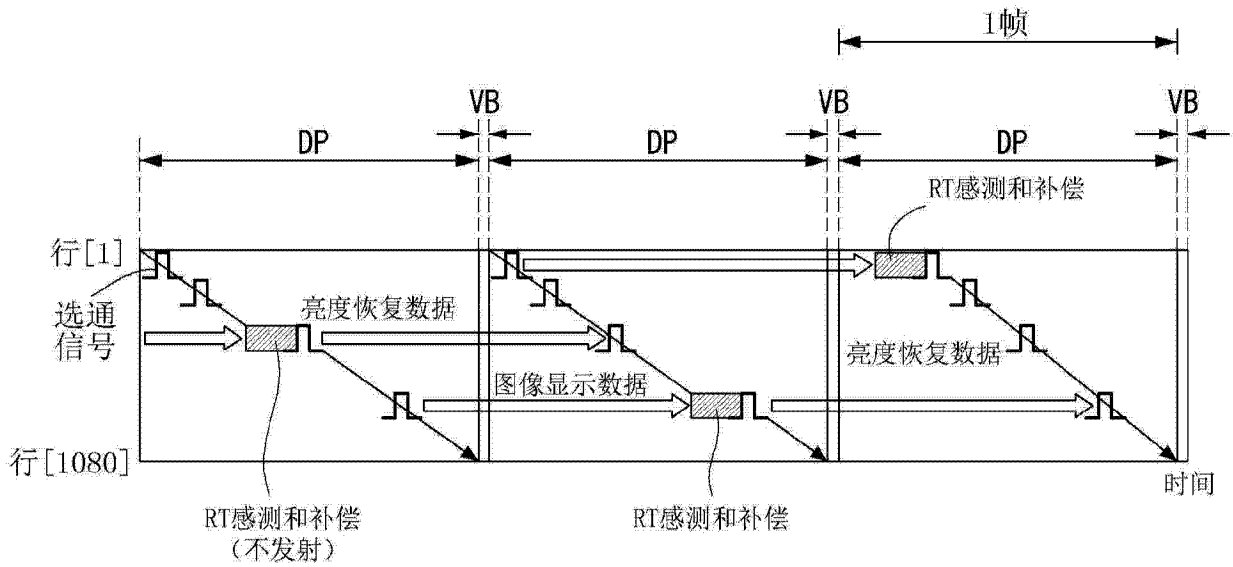 1帧
VB
VB
VB
DP
DP
DP
RT感测和补偿
行[1]
选通
信号
亮度恢复数据
亮度恢复数据
图像显示数据
行[1080]
时间
RT感测和补偿
(不发射)
RT感测和补偿